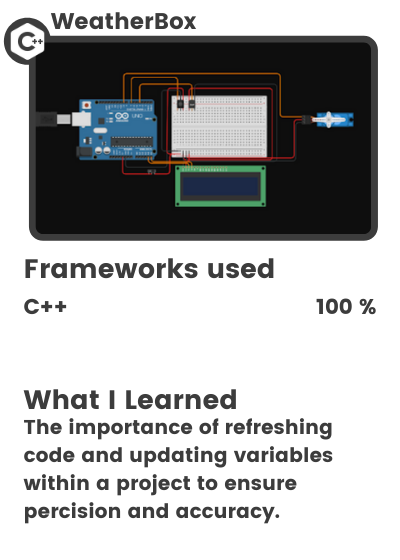 WeatherBox
C++
UNO
Frameworks used
C++ 100 %
What I Learned
The importance of refreshing
code and updating variables
within a project to ensure
percision and accuracy.